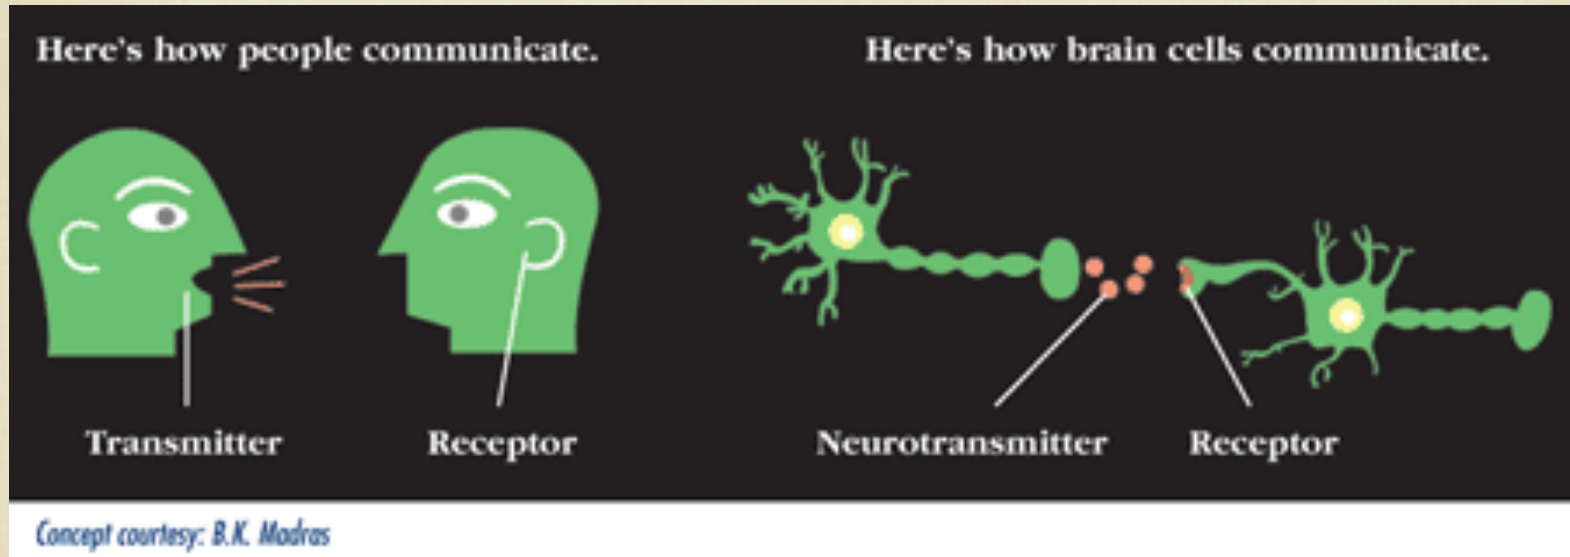 Here's how people communicate.
Here's how brain cells communicate.
Transmitter
Receptor
Neurotransmitter
Receptor
Concept courtesy: B.K. Madras